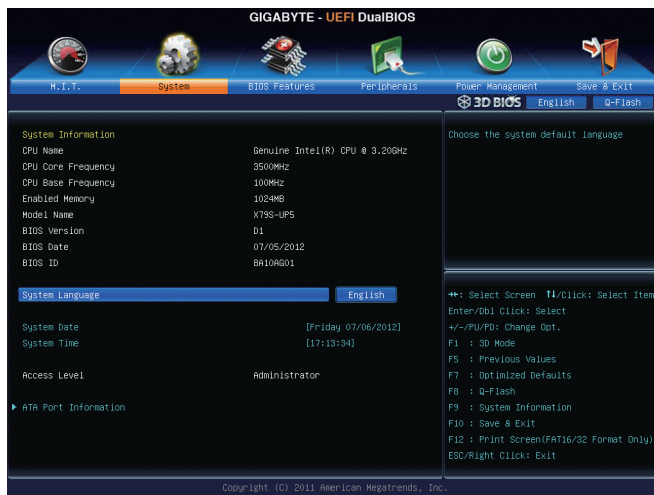 GIGABYTE - UEFI DualBIOS
M.I.T. System BIOS Features Peripherals Power Management Save & Exit
3D BIOS English Q-Flash
System Information
CPU Name Genuine Intel(R) CPU @ 3.20GHz
CPU Core Frequency 3500MHz
CPU Base Frequency 100MHz
Enabled Memory 1024MB
Model Name X79S-UP5
BIOS Version D1
BIOS Date 07/05/2012
BIOS ID 8A10AG01
System Language English
System Date [Friday 07/06/2012]
System Time [17:13:34]
Access Level Administrator
ATA Port Information
Choose the system default language
↔: Select Screen ↑↓/Click: Select Item
Enter/Dbl Click: Select
+/-/PU/PD: Change Opt.
F1 : 3D Mode
F5 : Previous Values
F7 : Optimized Defaults
F8 : Q-Flash
F9 : System Information
F10 : Save & Exit
F12 : Print Screen(FAT16/32 Format Only)
ESC/Right Click: Exit
Copyright (C) 2011 American Megatrends, Inc.